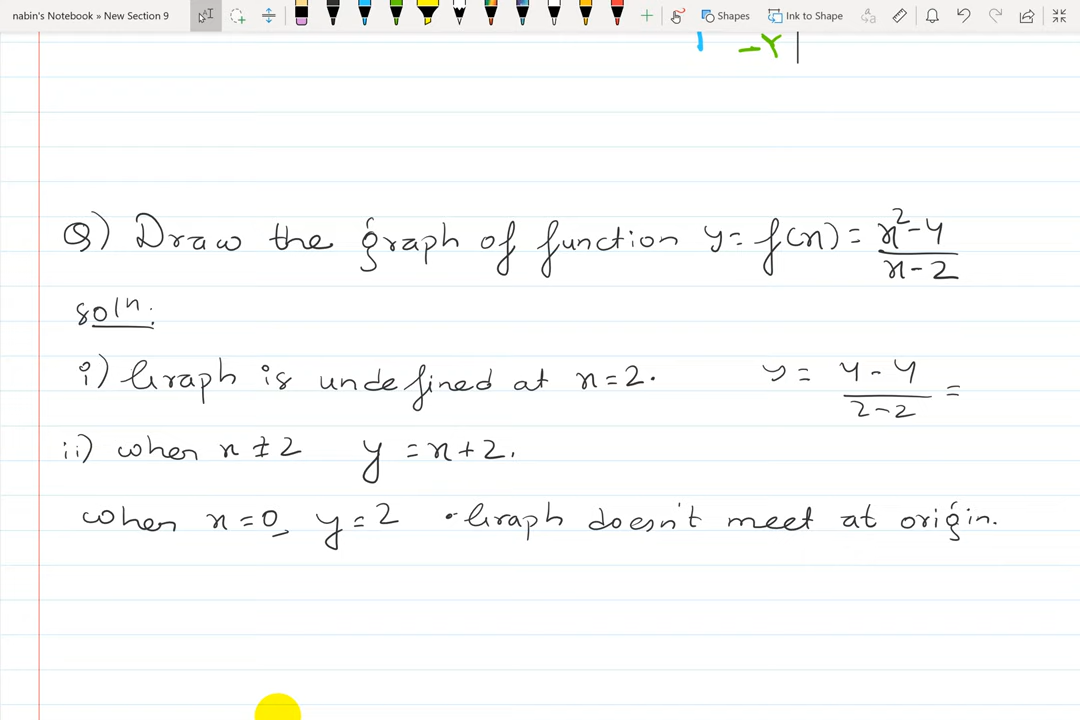 nabin's Notebook » New Section 9 Shapes Ink to Shape
-Y
Q) Draw the graph of function y = f(x) = x²-4 / x-2
soln:
i) Graph is undefined at x=2. y = 4-4 / 2-2 =
ii) when x ≠ 2 y = x+2.
when x=0, y=2 • Graph doesn't meet at origin.